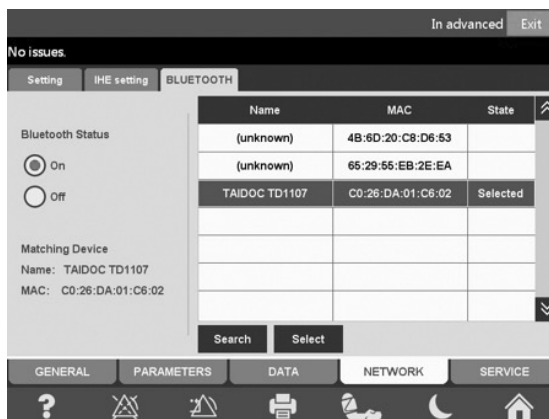 In advanced Exit
No issues.
Setting IHE setting BLUETOOTH
Name MAC State
Bluetooth Status
On
Off
(unknown) 4B:6D:20:C8:D6:53
(unknown) 65:29:55:EB:2E:EA
TAIDOC TD1107 C0:26:DA:01:C6:02 Selected
Matching Device
Name: TAIDOC TD1107
MAC: C0:26:DA:01:C6:02
Search Select
GENERAL PARAMETERS DATA NETWORK SERVICE
?